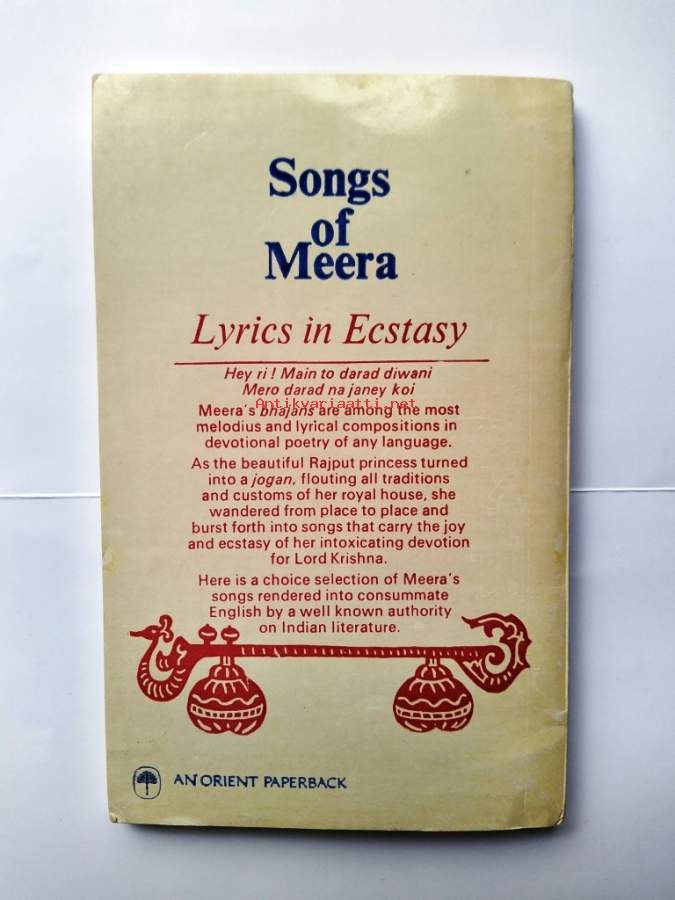 Songs
of
Meera
Lyrics in Ecstasy
Hey ri ! Main to darad diwani
Mero darad na janey koi
Antikvariaatti.net
Meera's bhajans are among the most
melodius and lyrical compositions in
devotional poetry of any language.
As the beautiful Rajput princess turned
into a jogan, flouting all traditions
and customs of her royal house, she
wandered from place to place and
burst forth into songs that carry the joy
and ecstasy of her intoxicating devotion
for Lord Krishna.
Here is a choice selection of Meera's
songs rendered into consummate
English by a well known authority
on Indian literature.
AN ORIENT PAPERBACK